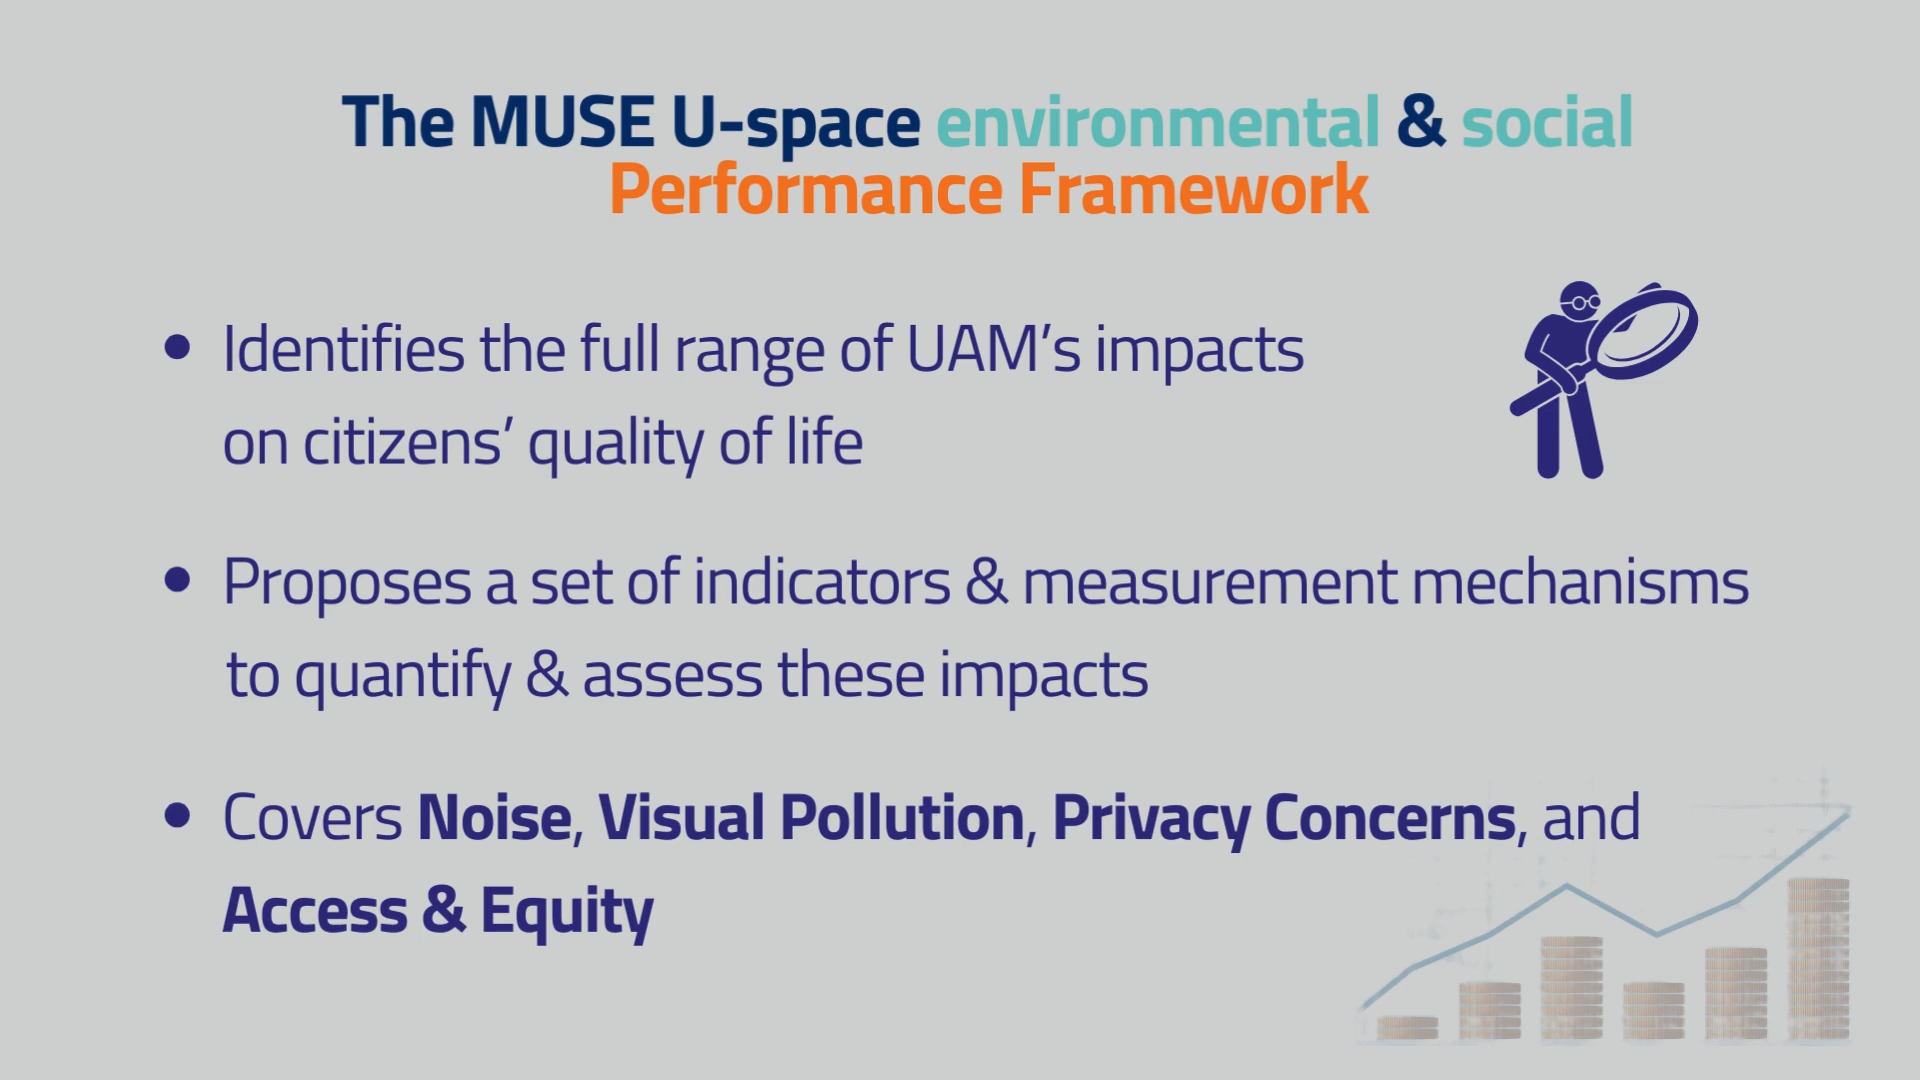 The MUSE U-space environmental & social
Performance Framework
• Identifies the full range of UAM’s impacts
on citizens’ quality of life
• Proposes a set of indicators & measurement mechanisms
to quantify & assess these impacts
• Covers Noise, Visual Pollution, Privacy Concerns, and
Access & Equity